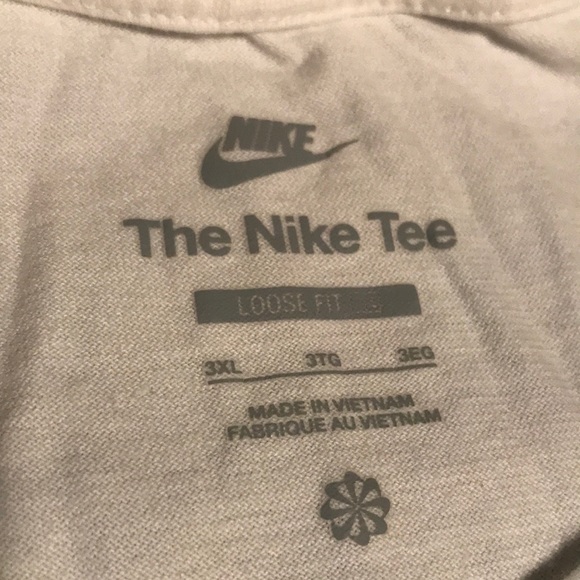 NIKE
The Nike Tee
LOOSE FIT
3XL 3TG 3EG
MADE IN VIETNAM
FABRIQUE AU VIETNAM